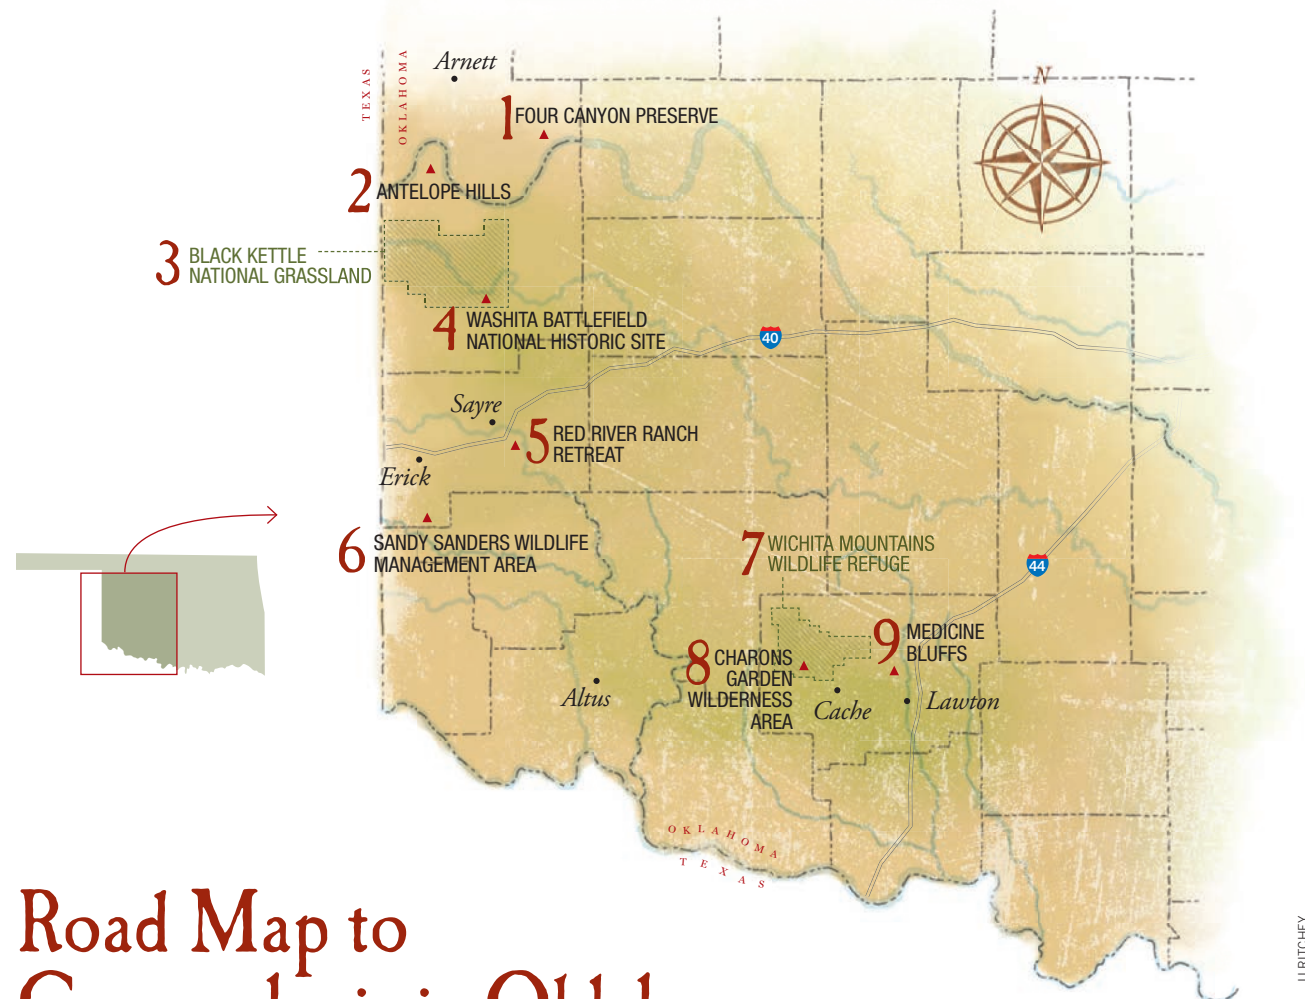 TEXAS
OKLAHOMA
Arnett
N
1 FOUR CANYON PRESERVE
2 ANTELOPE HILLS
3 BLACK KETTLE
NATIONAL GRASSLAND
4 WASHITA BATTLEFIELD
NATIONAL HISTORIC SITE
40
Sayre
5 RED RIVER RANCH
RETREAT
Erick
6 SANDY SANDERS WILDLIFE
MANAGEMENT AREA
7 WICHITA MOUNTAINS
WILDLIFE REFUGE
44
8 CHARONS
GARDEN
WILDERNESS
AREA
9 MEDICINE
BLUFFS
Altus
Cache
Lawton
OKLAHOMA
TEXAS
Road Map to
RITCHEY